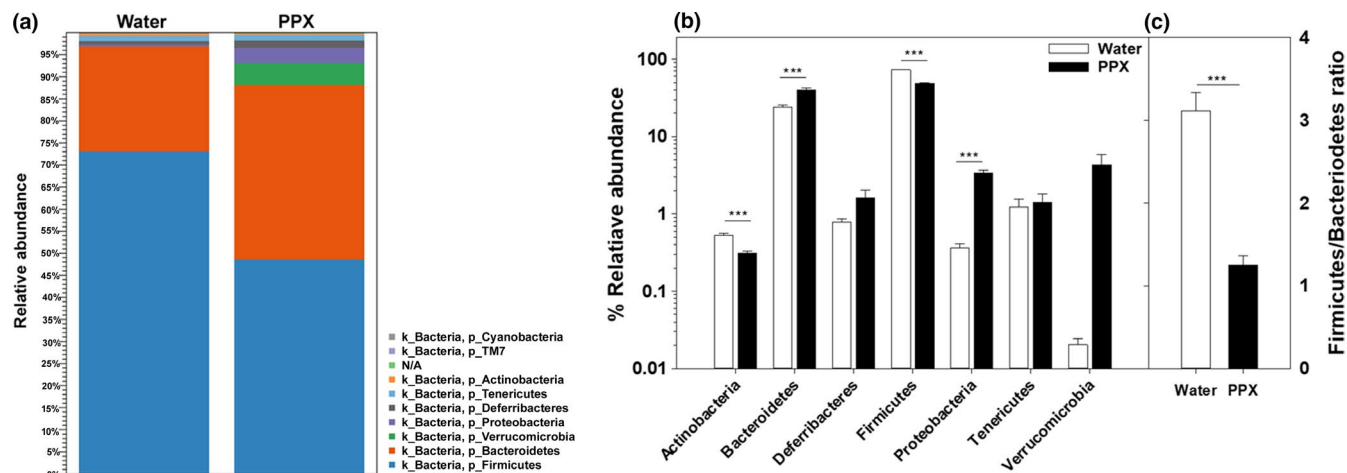 (a)
Water
PPX
Relative abundance
95%
90%
85%
80%
75%
70%
65%
60%
55%
50%
45%
40%
35%
30%
25%
20%
15%
10%
5%
0%
k_Bacteria, p_Cyanobacteria
k_Bacteria, p_TM7
N/A
k_Bacteria, p_Actinobacteria
k_Bacteria, p_Tenericutes
k_Bacteria, p_Deferribacteres
k_Bacteria, p_Proteobacteria
k_Bacteria, p_Verrucomicrobia
k_Bacteria, p_Bacteroidetes
k_Bacteria, p_Firmicutes
(b)
% Relatiave abundance
100
10
1
0.1
0.01
Water
PPX
***
***
***
***
Actinobacteria
Bacteroidetes
Deferribacteres
Firmicutes
Proteobacteria
Tenericutes
Verrucomicrobia
(c)
***
4
3
2
1
0
Firmicutes/Bacteriodetes ratio
Water
PPX